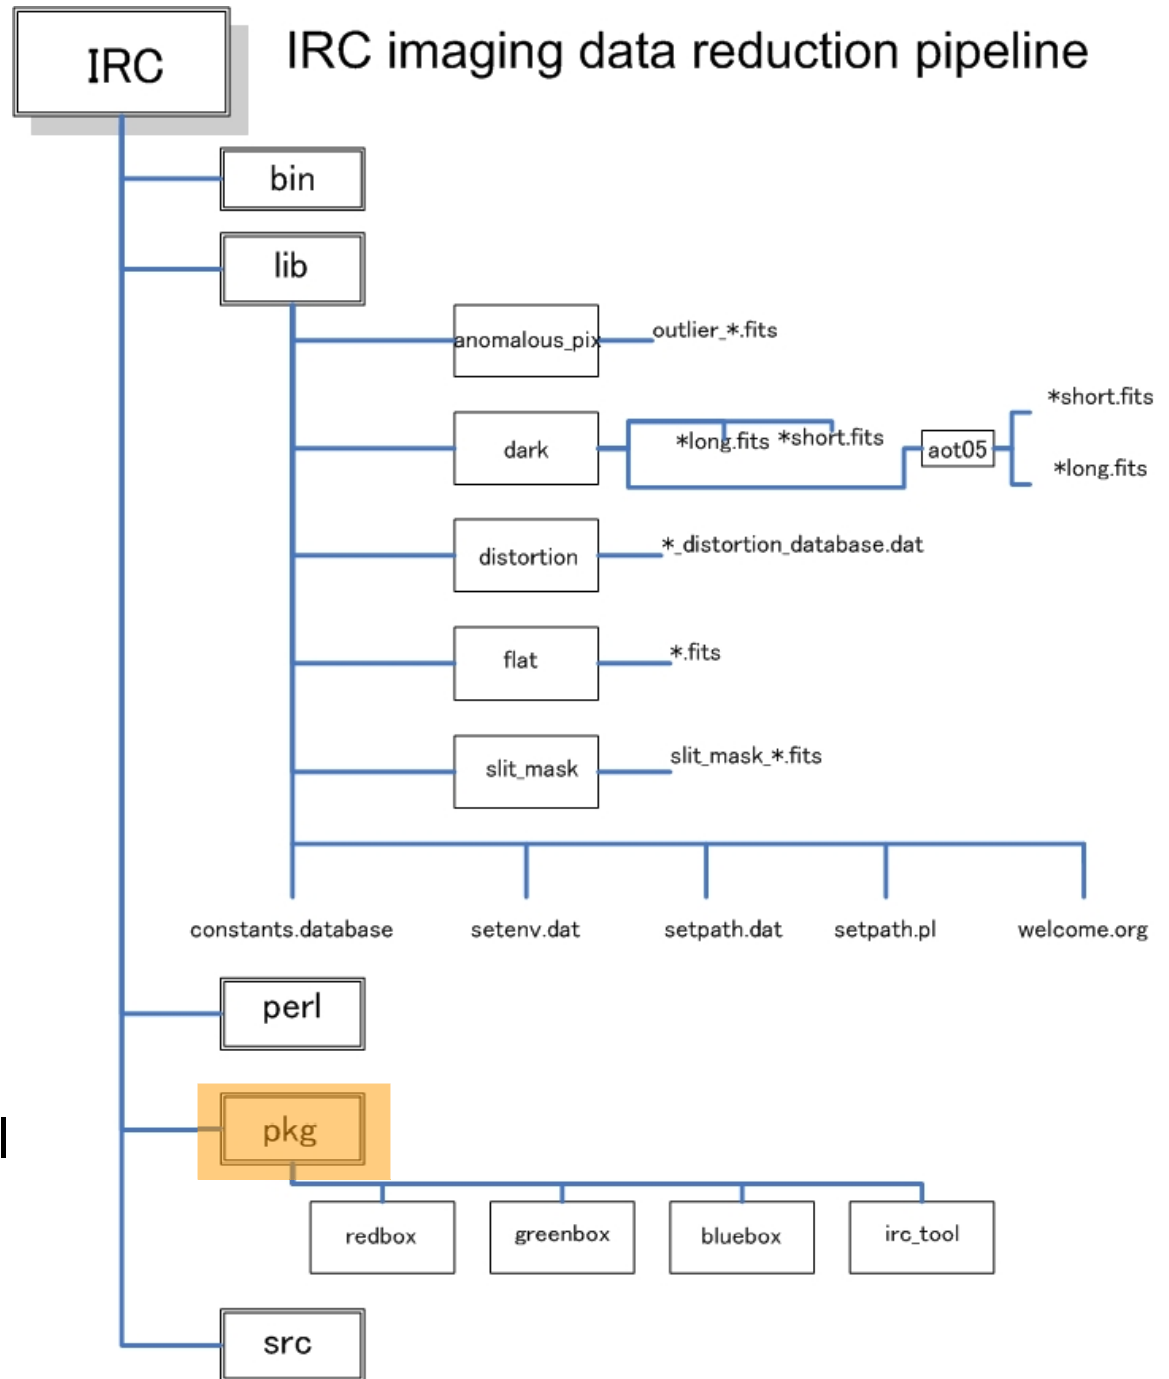 IRC
IRC imaging data reduction pipeline
bin
lib
anomalous_pix
outlier_*.fits
dark
*long.fits
*short.fits
aot05
*short.fits
*long.fits
distortion
*_distortion_database.dat
flat
*.fits
slit_mask
slit_mask_*.fits
constants.database
setenv.dat
setpath.dat
setpath.pl
welcome.org
perl
pkg
redbox
greenbox
bluebox
irc_tool
src